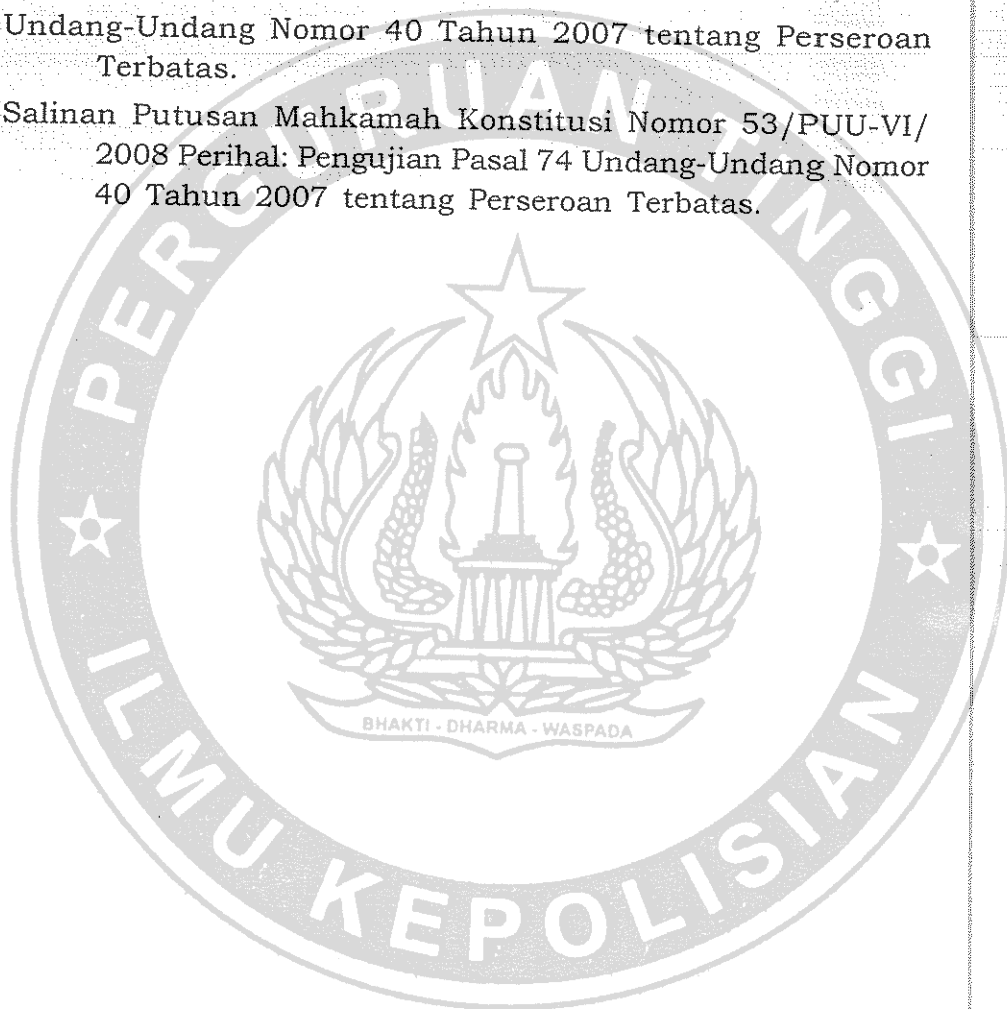 Undang-Undang Nomor 40 Tahun 2007 tentang Perseroan
Terbatas.
Salinan Putusan Mahkamah Konstitusi Nomor 53/PUU-VI/
2008 Perihal: Pengujian Pasal 74 Undang-Undang Nomor
40 Tahun 2007 tentang Perseroan Terbatas.
PERGURUAN TINGGI
BHAKTI - DHARMA - WASPADA
ILMU KEPOLISIAN